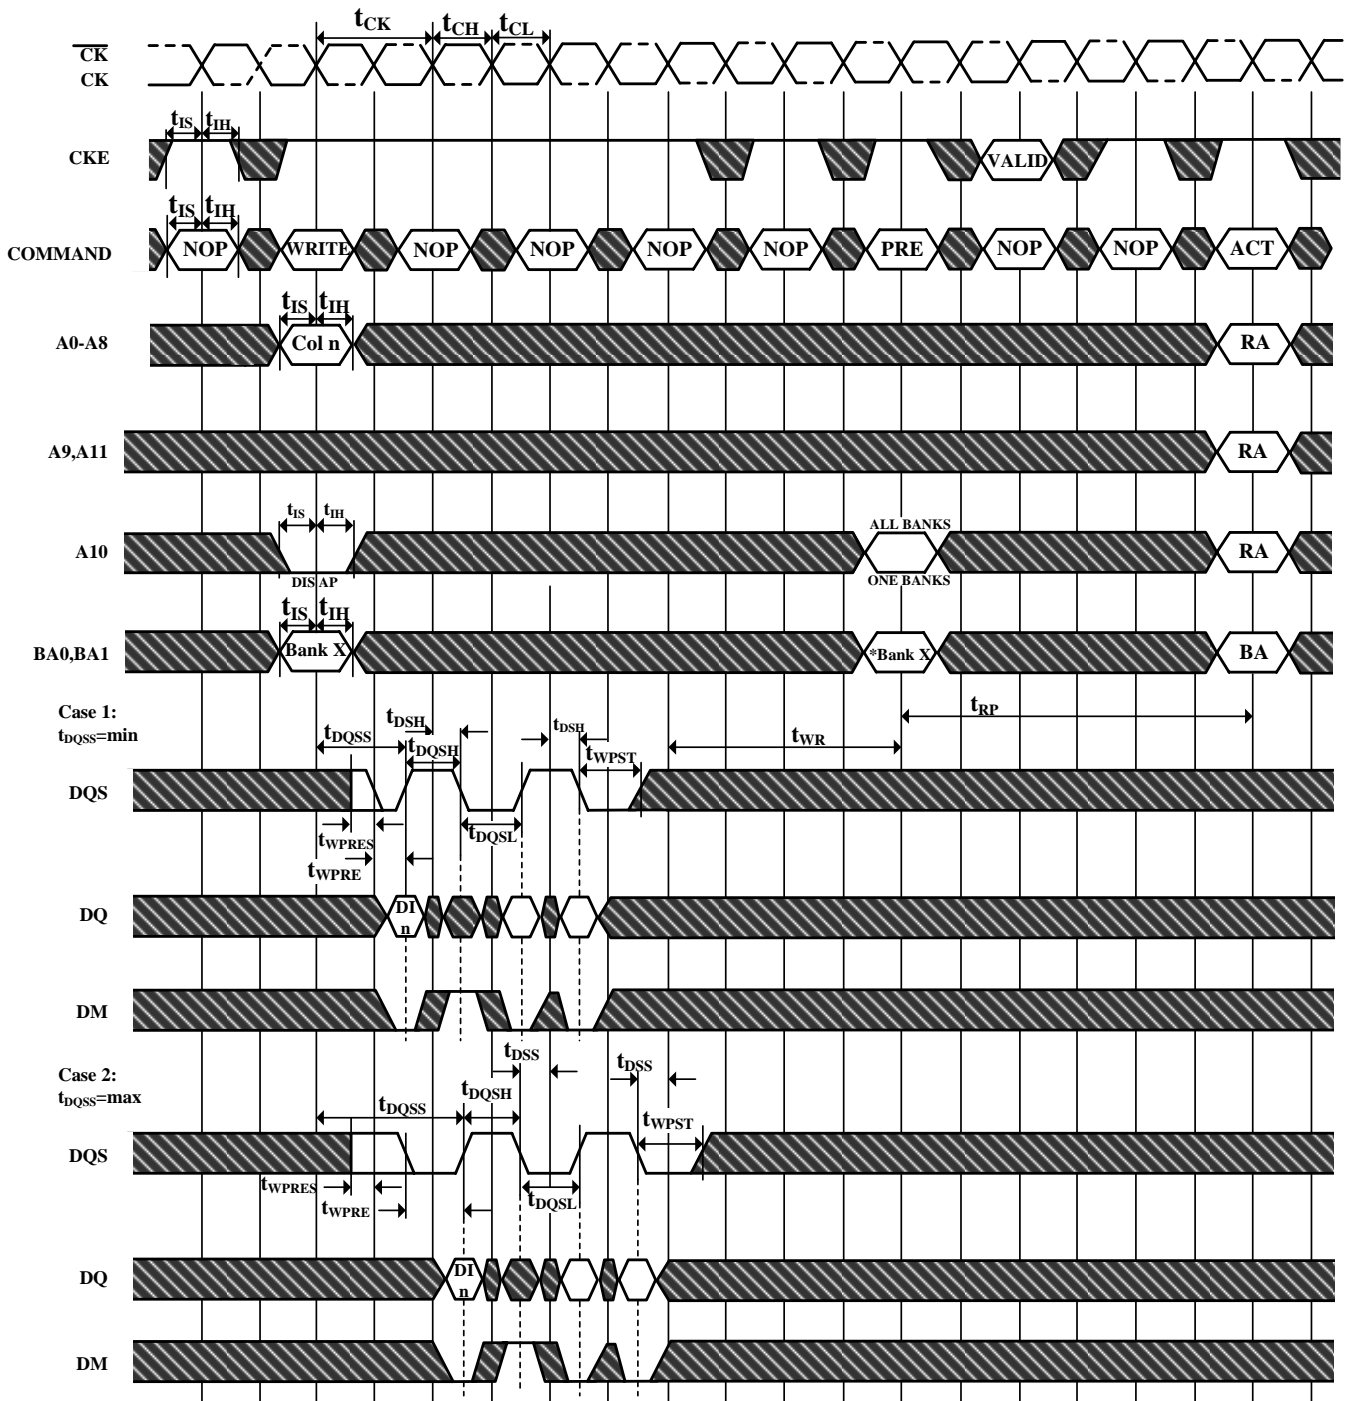 tCK tCH tCL
CK
CK
tIS tIH
CKE VALID
tIS tIH
COMMAND NOP WRITE NOP NOP NOP NOP PRE NOP NOP ACT
tIS tIH
A0-A8 Col n RA
A9,A11 RA
tIS tIH ALL BANKS
A10 RA
DIS AP ONE BANKS
tIS tIH
BA0,BA1 Bank X *Bank X BA
Case 1:
tDQSS=min
tDSH tDSH tRP
tDQSS tDQSH tWPST tWR
DQS
tWPRES tDQSL
tWPRE
DQ DI n
DM
Case 2:
tDQSS=max
tDSS tDSS
tDQSS tDQSH tWPST
DQS
tWPRES tDQSL
tWPRE
DQ DI n
DM